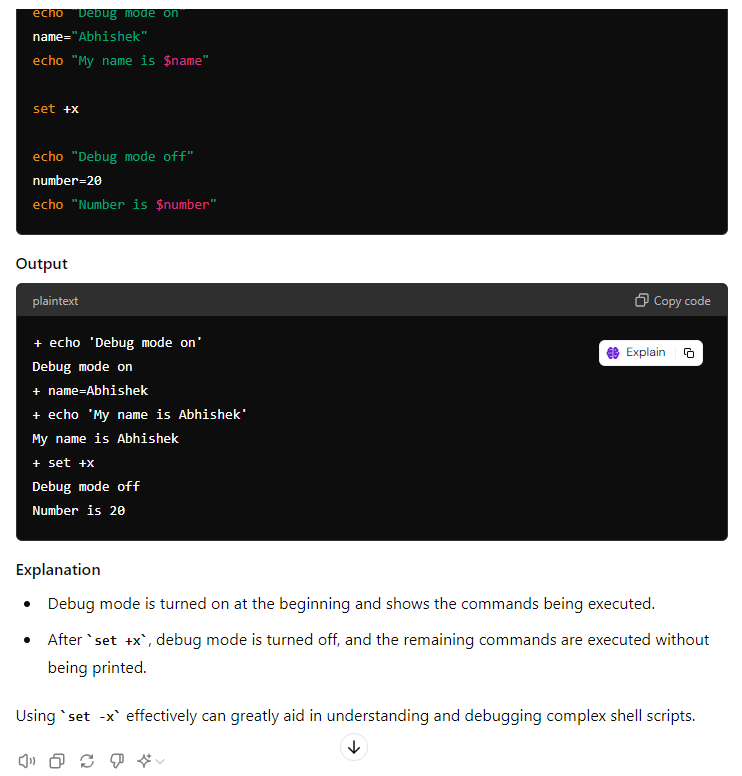 echo "Debug mode on"
name="Abhishek"
echo "My name is $name"
set +x
echo "Debug mode off"
number=20
echo "Number is $number"
Output
plaintext
Copy code
+ echo 'Debug mode on'
Explain
Debug mode on
+ name=Abhishek
+ echo 'My name is Abhishek'
My name is Abhishek
+ set +x
Debug mode off
Number is 20
Explanation
Debug mode is turned on at the beginning and shows the commands being executed.
After `set +x`, debug mode is turned off, and the remaining commands are executed without
being printed.
Using `set -x` effectively can greatly aid in understanding and debugging complex shell scripts.